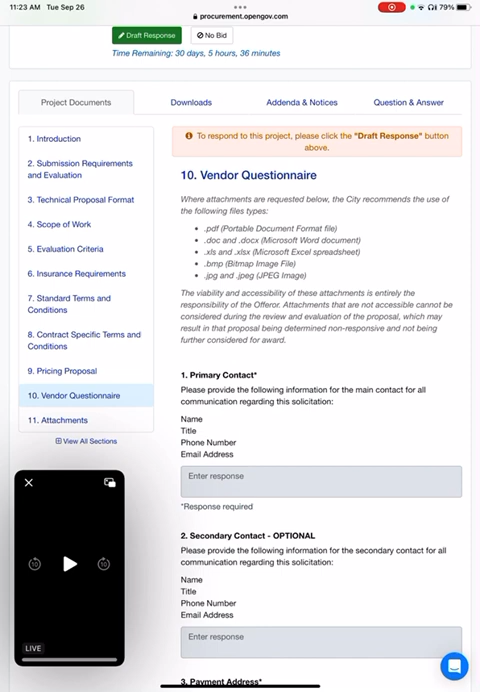 11:23 AM Tue Sep 26
79%
procurement.opengov.com
Draft Response
No Bid
Time Remaining: 30 days, 5 hours, 36 minutes
Project Documents
Downloads
Addenda & Notices
Question & Answer
1. Introduction
2. Submission Requirements
and Evaluation
3. Technical Proposal Format
4. Scope of Work
5. Evaluation Criteria
6. Insurance Requirements
7. Standard Terms and
Conditions
8. Contract Specific Terms and
Conditions
9. Pricing Proposal
10. Vendor Questionnaire
11. Attachments
View All Sections
To respond to this project, please click the "Draft Response" button
above.
10. Vendor Questionnaire
Where attachments are requested below, the City recommends the use of
the following files types:
.pdf (Portable Document Format file)
.doc and .docx (Microsoft Word document)
.xls and .xlsx (Microsoft Excel spreadsheet)
.bmp (Bitmap Image File)
.jpg and .jpeg (JPEG Image)
The viability and accessibility of these attachments is entirely the
responsibility of the Offeror. Attachments that are not accessible cannot be
considered during the review and evaluation of the proposal, which may
result in that proposal being determined non-responsive and not being
further considered for award.
1. Primary Contact*
Please provide the following information for the main contact for all
communication regarding this solicitation:
Name
Title
Phone Number
Email Address
Enter response
*Response required
2. Secondary Contact - OPTIONAL
Please provide the following information for the secondary contact for all
communication regarding this solicitation:
Name
Title
Phone Number
Email Address
Enter response
3. Payment Address*
10
10
LIVE